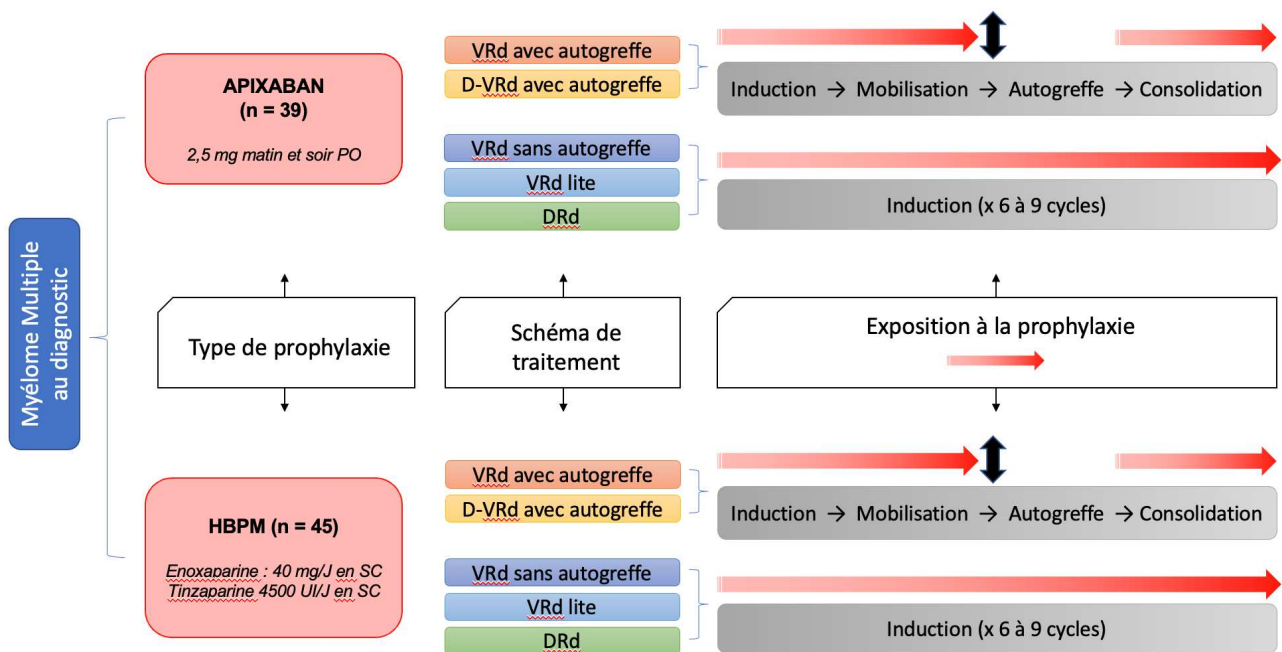 Myélome Multiple
au diagnostic
APIXABAN
(n = 39)
2,5 mg matin et soir PO
VRd avec autogreffe
D-VRd avec autogreffe
Induction → Mobilisation → Autogreffe → Consolidation
VRd sans autogreffe
VRd lite
DRd
Induction (x 6 à 9 cycles)
Type de prophylaxie
Schéma de
traitement
Exposition à la prophylaxie
HBPM (n = 45)
Enoxaparine : 40 mg/J en SC
Tinzaparine 4500 UI/J en SC
VRd avec autogreffe
D-VRd avec autogreffe
Induction → Mobilisation → Autogreffe → Consolidation
VRd sans autogreffe
VRd lite
DRd
Induction (x 6 à 9 cycles)